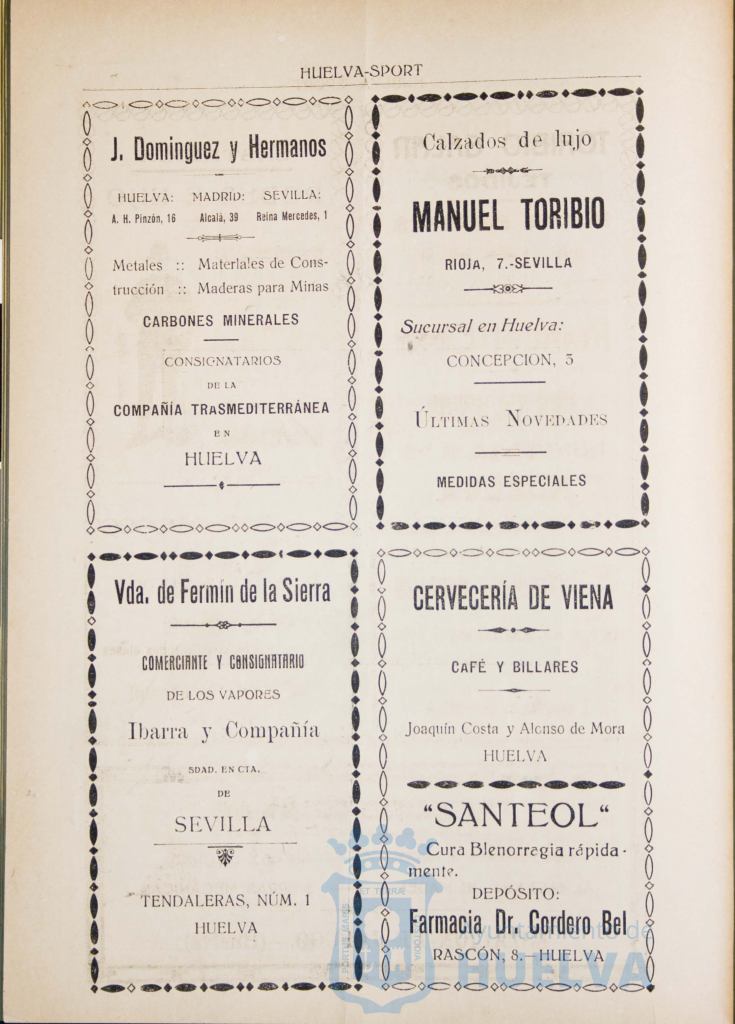 HUELVA-SPORT
J. Dominguez y Hermanos
HUELVA: MADRID: SEVILLA:
A. H. Pinzón, 16 Alcalá, 39 Reina Mercedes, 1
Metales :: Materiales de Cons-
trucción :: Maderas para Minas
CARBONES MINERALES
CONSIGNATARIOS
DE LA
COMPAÑÍA TRASMEDITERRÁNEA
EN
HUELVA
Calzados de lujo
MANUEL TORIBIO
RIOJA, 7.-SEVILLA
Sucursal en Huelva:
CONCEPCION, 3
ÚLTIMAS NOVEDADES
MEDIDAS ESPECIALES
Vda. de Fermín de la Sierra
COMERCIANTE Y CONSIGNATARIO
DE LOS VAPORES
Ibarra y Compañía
SDAD. EN CTA.
DE
SEVILLA
TENDALERAS, NÚM. 1
HUELVA
CERVECERÍA DE VIENA
CAFÉ Y BILLARES
Joaquín Costa y Alonso de Mora
HUELVA
"SANTEOL"
Cura Blenorragia rápida-
mente.
DEPÓSITO:
Farmacia Dr. Cordero Bel
RASCÓN, 8.—HUELVA
Ayuntamiento de
HUELVA